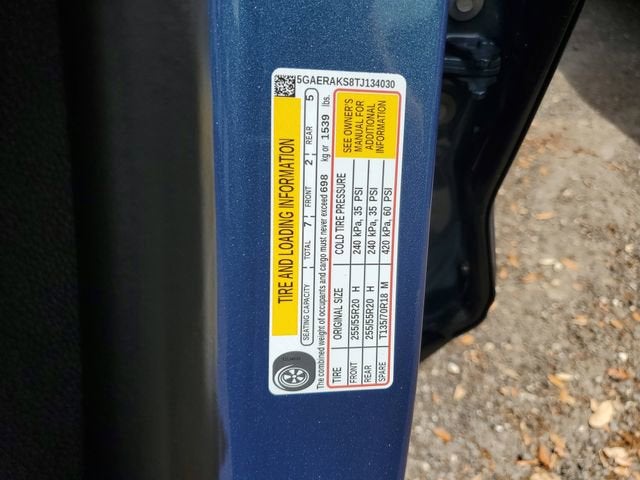 5GAERAKS8TJ134030
TIRE AND LOADING INFORMATION
SEATING CAPACITY TOTAL 7 FRONT 2 REAR 5
The combined weight of occupants and cargo must never exceed 698 kg or 1539 lbs.
TIRE ORIGINAL SIZE COLD TIRE PRESSURE
FRONT 255/55R20 H 240 kPa, 35 PSI
REAR 255/55R20 H 240 kPa, 35 PSI
SPARE T135/70R18 M 420 kPa, 60 PSI
SEE OWNER'S
MANUAL FOR
ADDITIONAL
INFORMATION